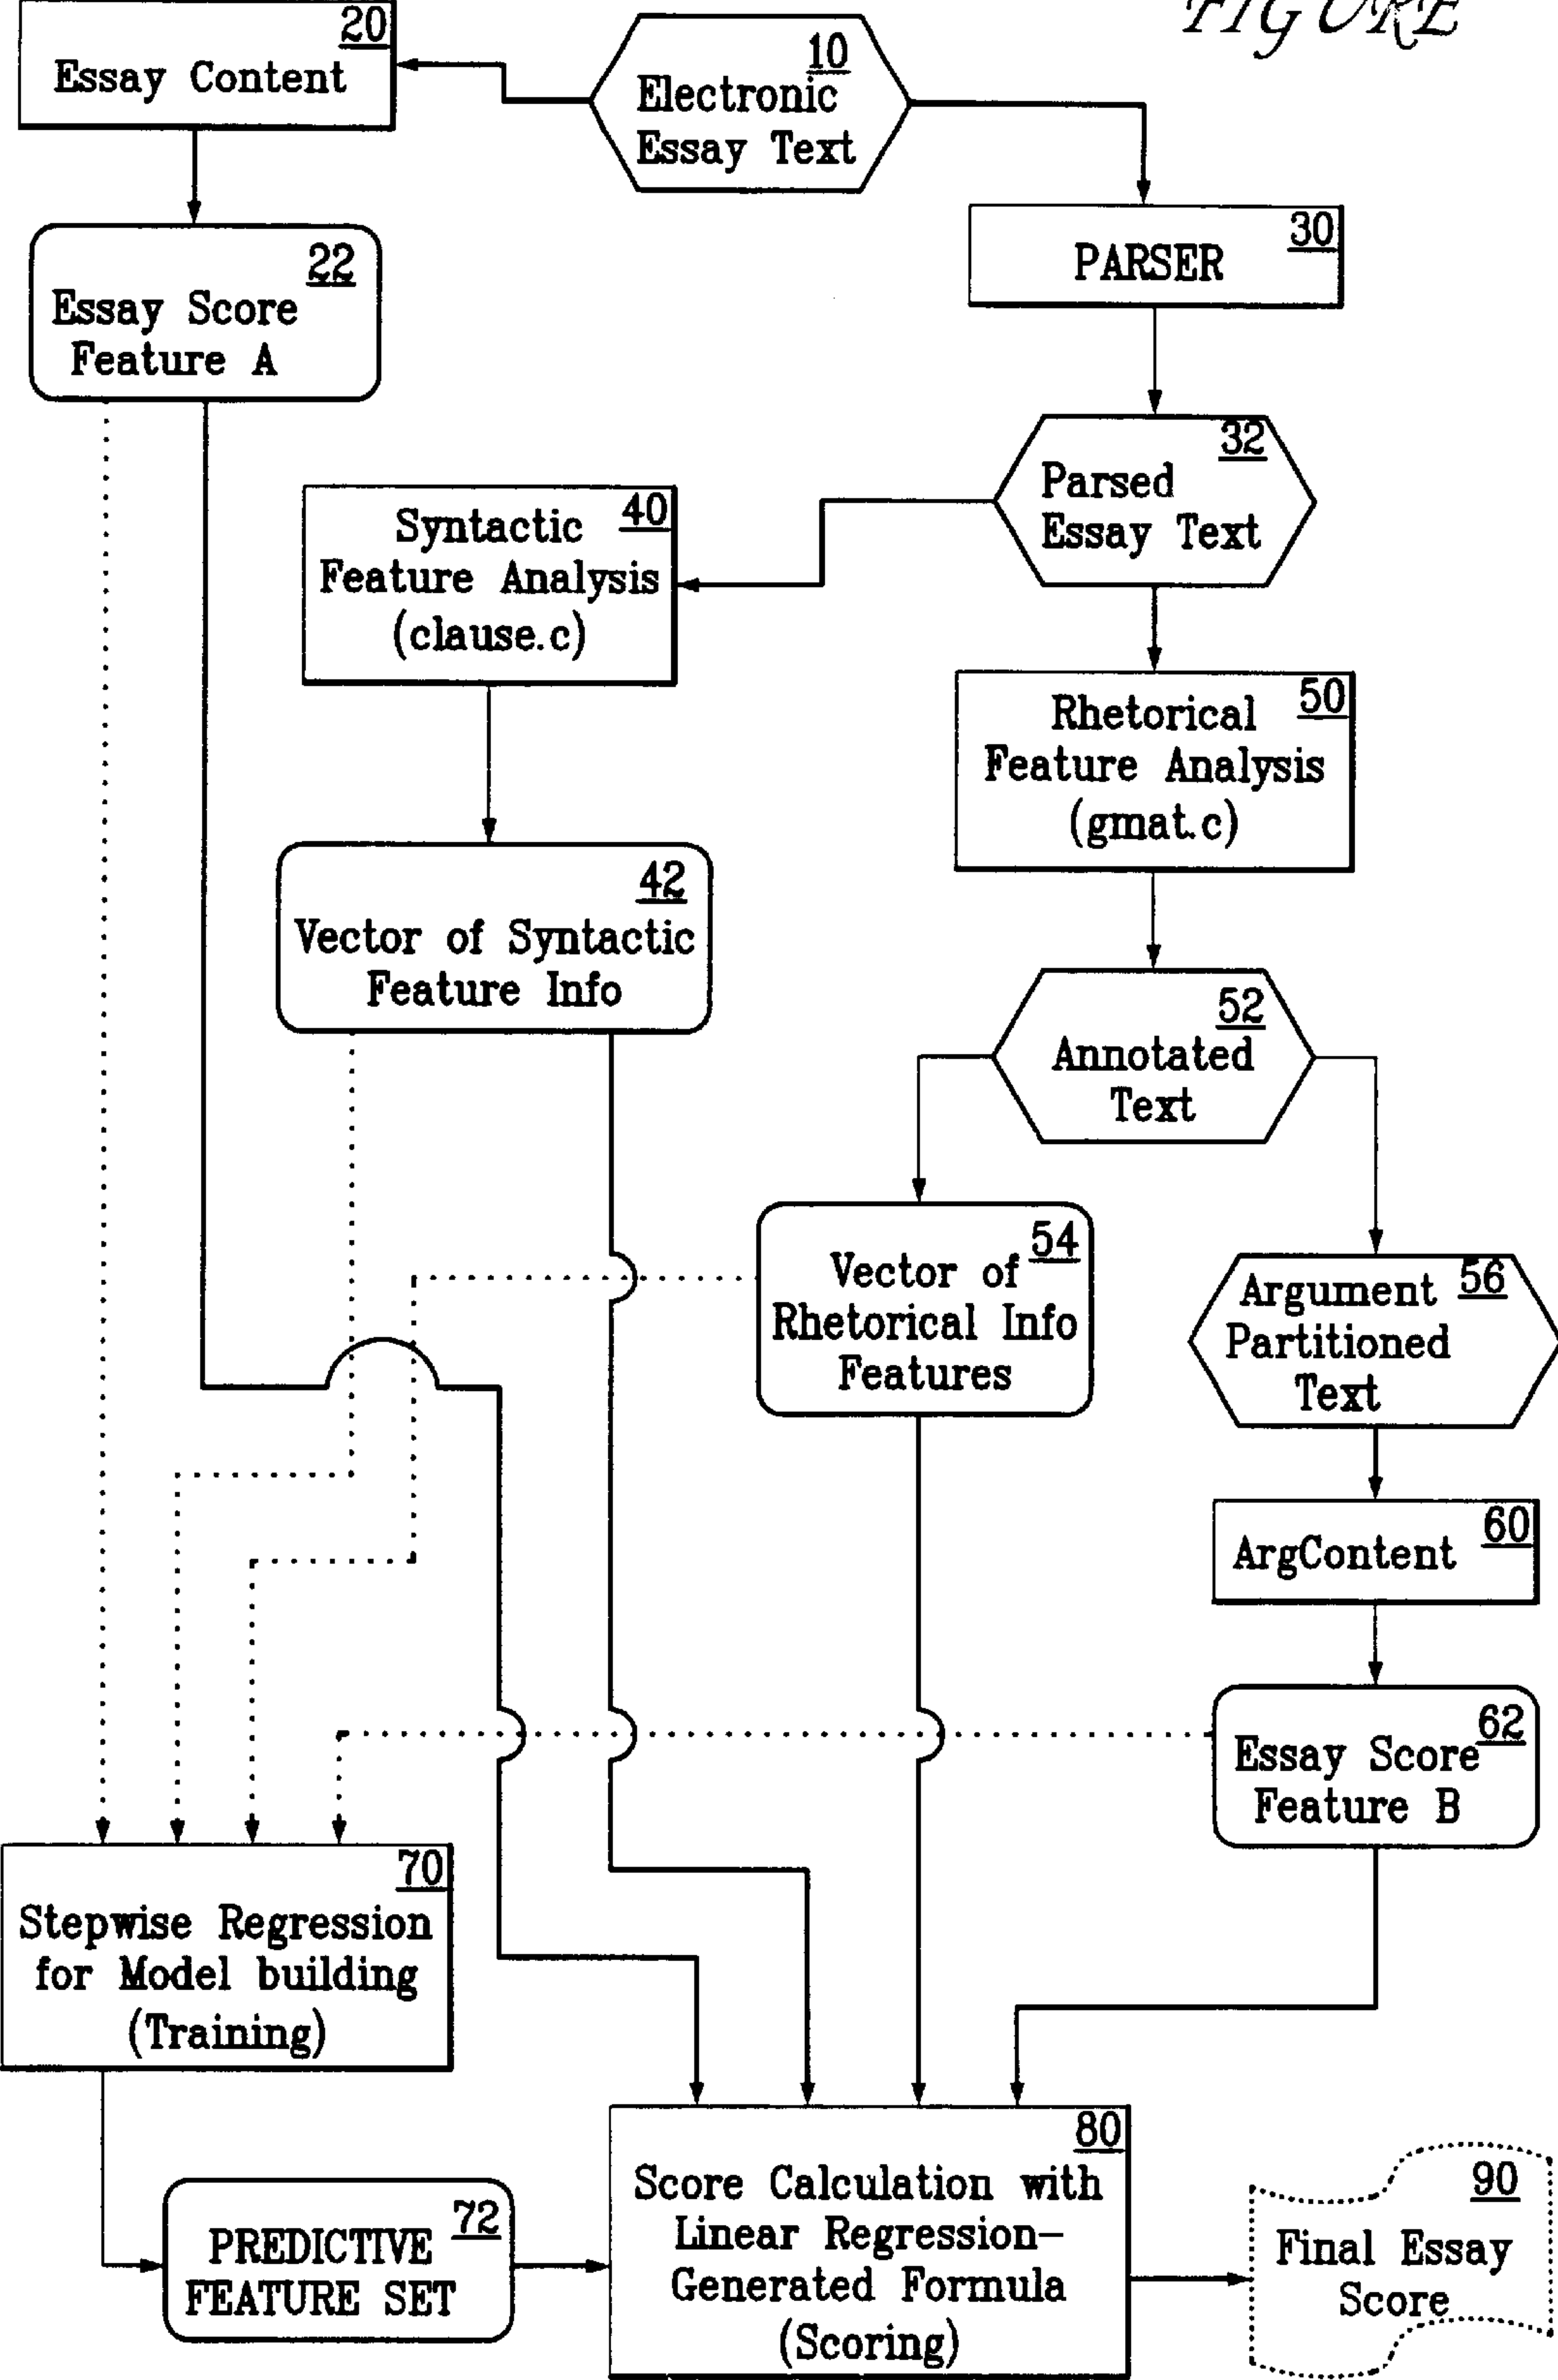 FIGURE
20
Essay Content
10
Electronic
Essay Text
30
PARSER
22
Essay Score
Feature A
32
Parsed
Essay Text
40
Syntactic
Feature Analysis
(clause.c)
50
Rhetorical
Feature Analysis
(gmat.c)
42
Vector of Syntactic
Feature Info
52
Annotated
Text
54
Vector of
Rhetorical Info
Features
56
Argument
Partitioned
Text
60
ArgContent
62
Essay Score
Feature B
70
Stepwise Regression
for Model building
(Training)
72
PREDICTIVE
FEATURE SET
80
Score Calculation with
Linear Regression-
Generated Formula
(Scoring)
90
Final Essay
Score